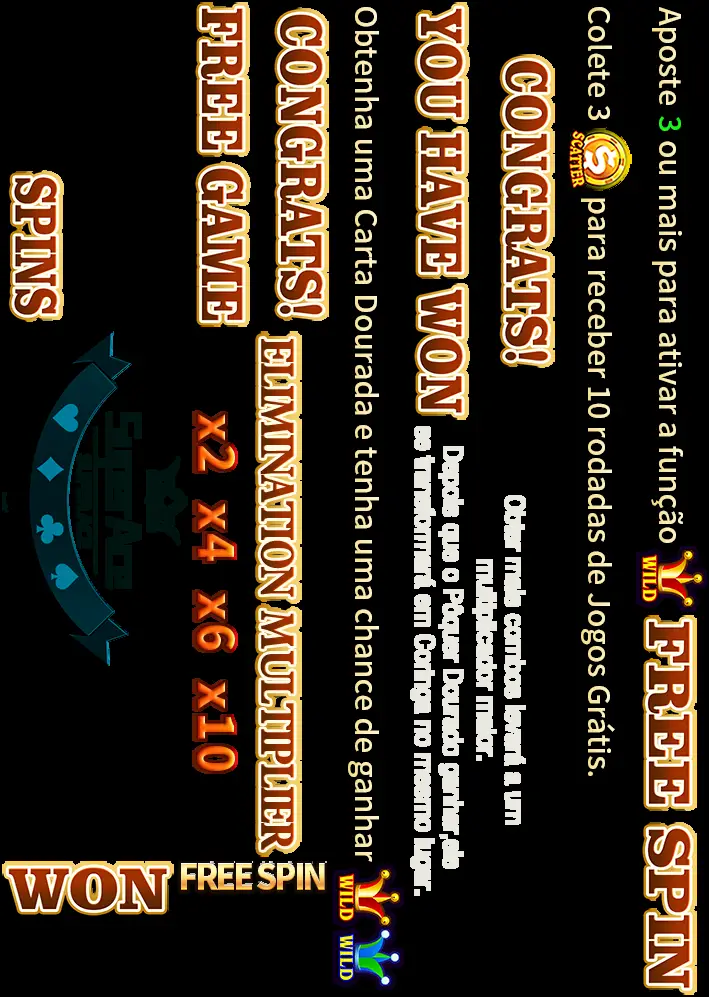 Aposte 3 ou mais para ativar a função WILD
FREE SPIN
Colete 3 SCATTER para receber 10 rodadas de Jogos Grátis.
CONGRATS!
Obter mais combos levará a um
multiplicador maior.
YOU HAVE WON
Depois que o Pôquer Dourado ganhar,ele
se transformará em Coringa no mesmo lugar.
Obtenha uma Carta Dourada e tenha uma chance de ganhar WILD WILD
CONGRATS!
ELIMINATION MULTIPLIER
FREE GAME
x2 x4 x6 x10
SPINS
FREE SPIN
WON